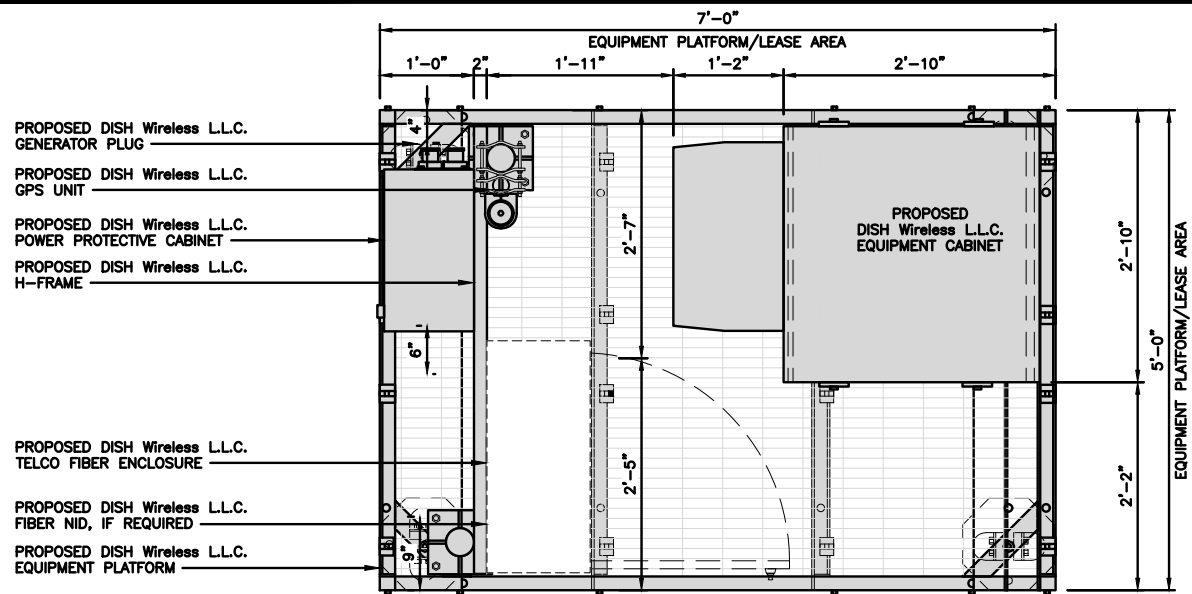 7'-0"
EQUIPMENT PLATFORM/LEASE AREA
1'-0"
2"
1'-11"
1'-2"
2'-10"
PROPOSED DISH Wireless L.L.C.
GENERATOR PLUG
4"
PROPOSED DISH Wireless L.L.C.
GPS UNIT
PROPOSED DISH Wireless L.L.C.
POWER PROTECTIVE CABINET
PROPOSED DISH Wireless L.L.C.
H-FRAME
6"
2'-7"
PROPOSED
DISH Wireless L.L.C.
EQUIPMENT CABINET
2'-10"
5'-0"
EQUIPMENT PLATFORM/LEASE AREA
PROPOSED DISH Wireless L.L.C.
TELCO FIBER ENCLOSURE
2'-5"
2'-2"
PROPOSED DISH Wireless L.L.C.
FIBER NID, IF REQUIRED
9"
PROPOSED DISH Wireless L.L.C.
EQUIPMENT PLATFORM